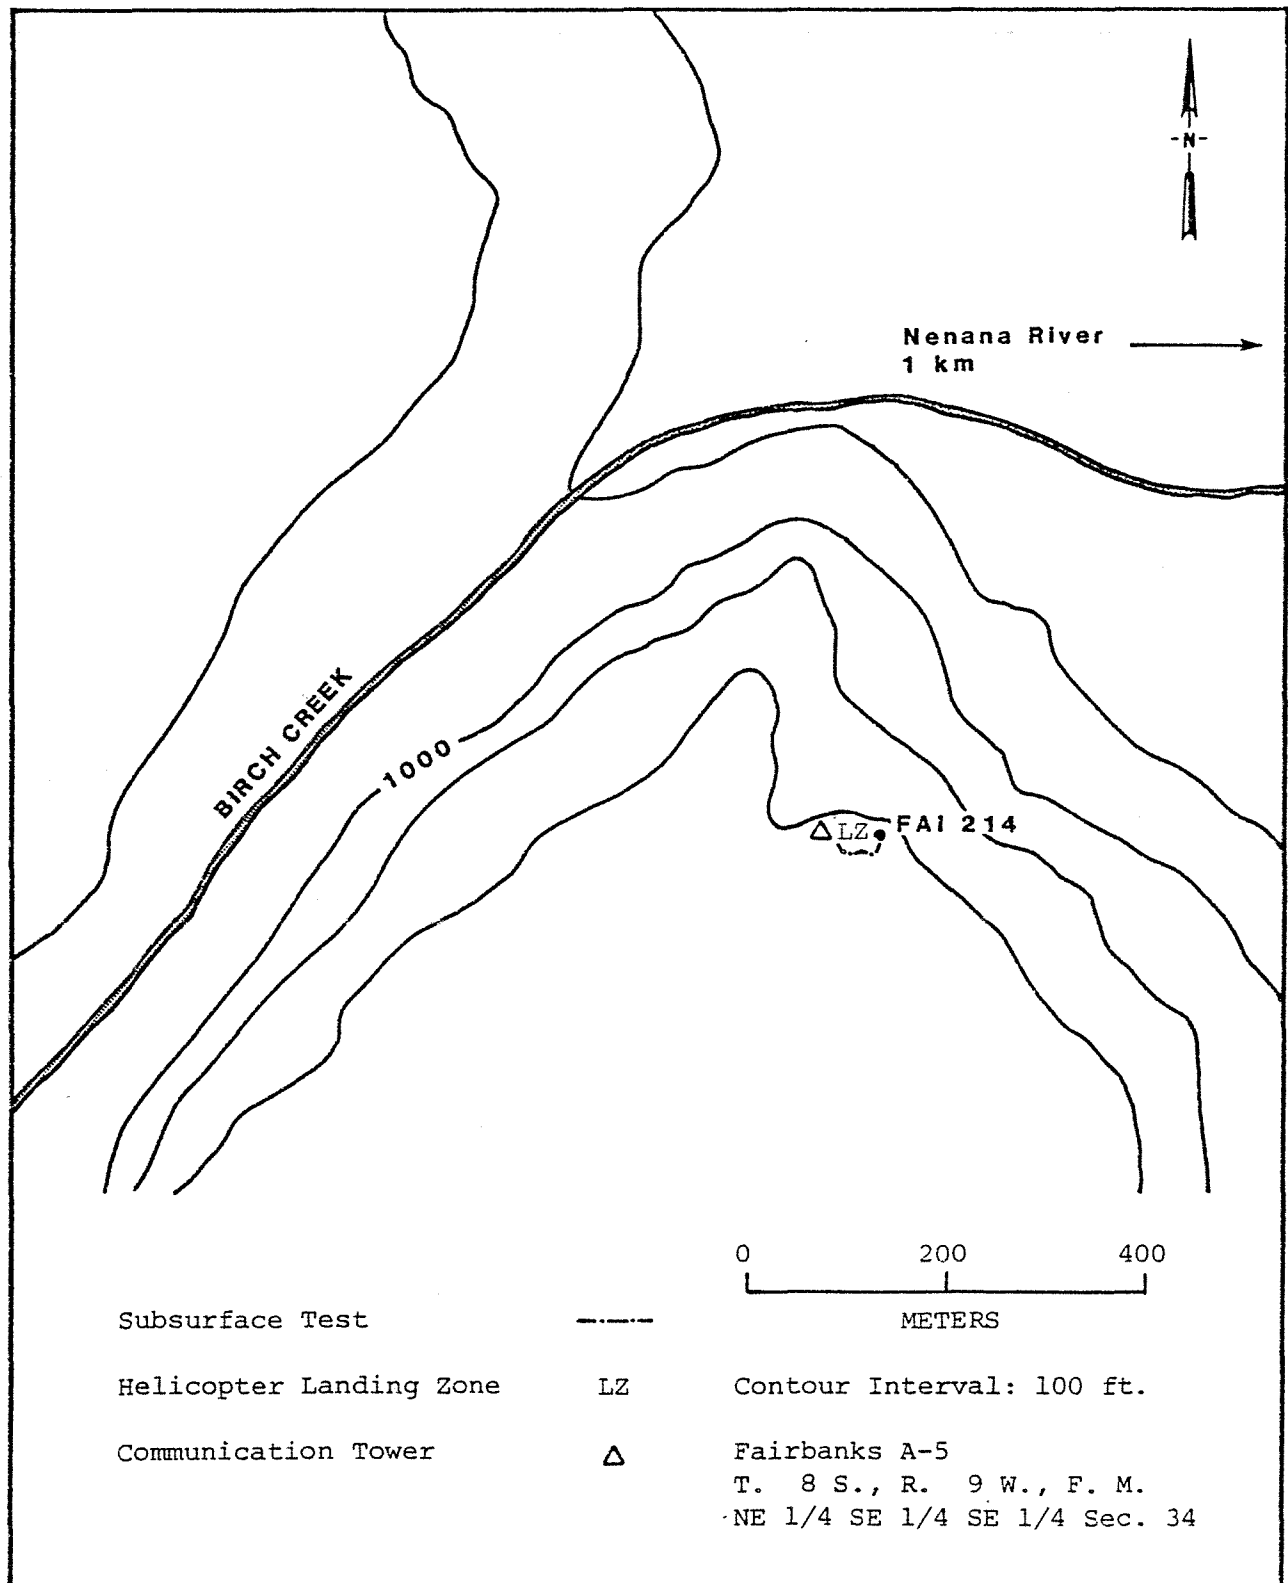 -N-
Nenana River
1 km
BIRCH CREEK
1000
LZ
FAI 214
0 200 400
METERS
Subsurface Test
Helicopter Landing Zone LZ
Communication Tower
Contour Interval: 100 ft.
Fairbanks A-5
T. 8 S., R. 9 W., F. M.
NE 1/4 SE 1/4 SE 1/4 Sec. 34